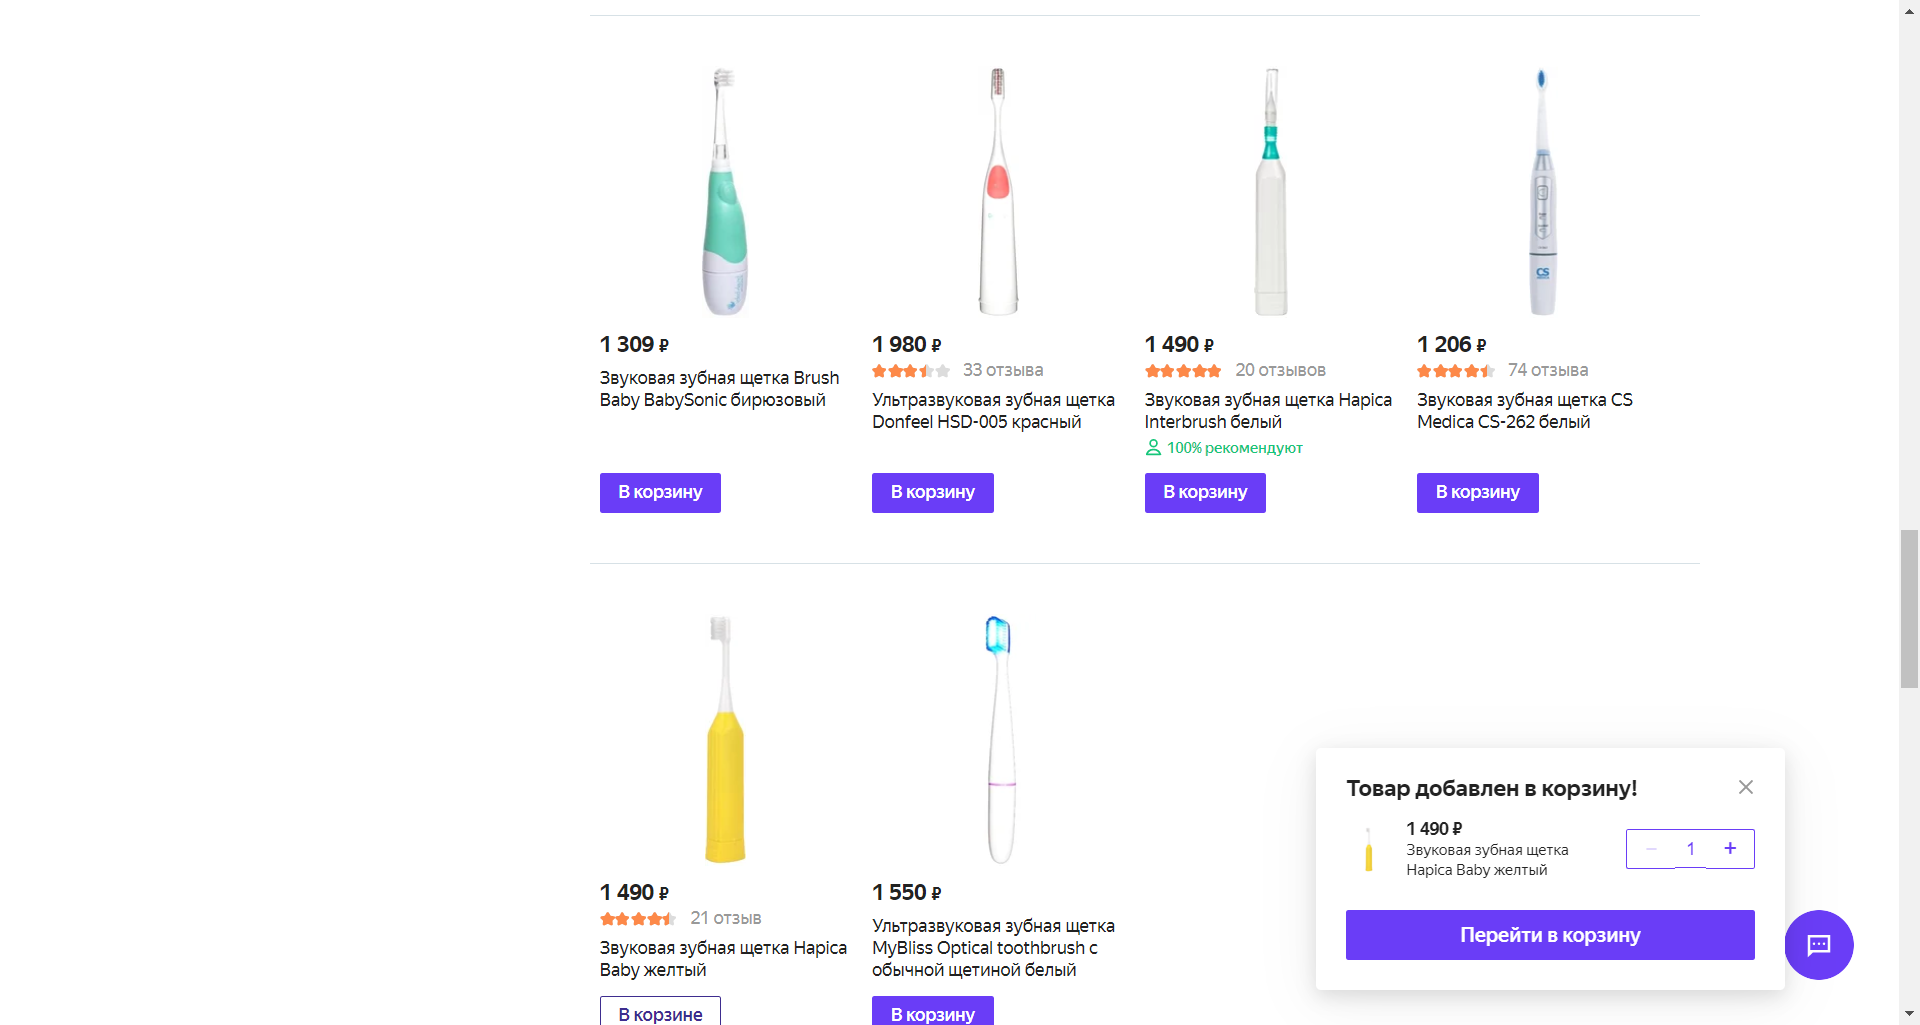 1 309 ₽
Звуковая зубная щетка Brush
Baby BabySonic бирюзовый
В корзину
1 980 ₽
33 отзыва
Ультразвуковая зубная щетка
Donfeel HSD-005 красный
В корзину
1 490 ₽
20 отзывов
Звуковая зубная щетка Hapica
Interbrush белый
100% рекомендуют
В корзину
CS
1 206 ₽
74 отзыва
Звуковая зубная щетка CS
Medica CS-262 белый
В корзину
1 490 ₽
21 отзыв
Звуковая зубная щетка Hapica
Baby желтый
В корзине
1 550 ₽
Ультразвуковая зубная щетка
MyBliss Optical toothbrush с
обычной щетиной белый
В корзину
Товар добавлен в корзину!
1 490 ₽
Звуковая зубная щетка
Hapica Baby желтый
1
Перейти в корзину